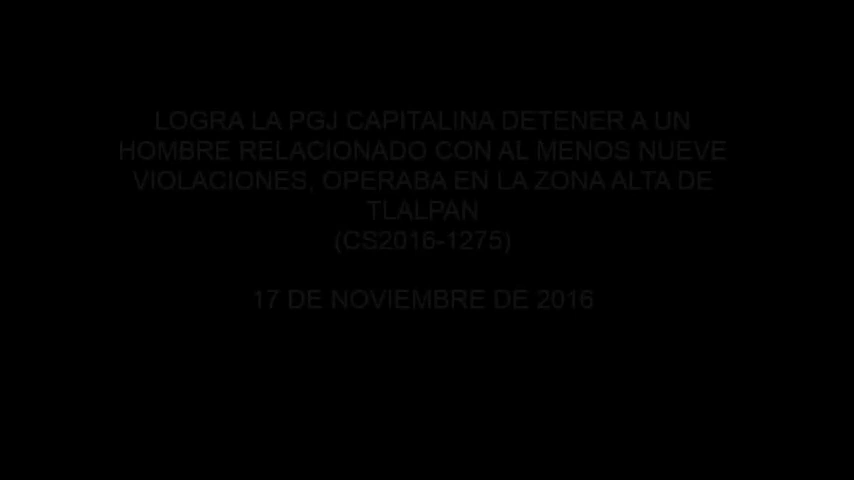 LOGRA LA PGJ CAPITALINA DETENER A UN
HOMBRE RELACIONADO CON AL MENOS NUEVE
VIOLACIONES, OPERABA EN LA ZONA ALTA DE
TLALPAN
(CS2016-1275)
17 DE NOVIEMBRE DE 2016